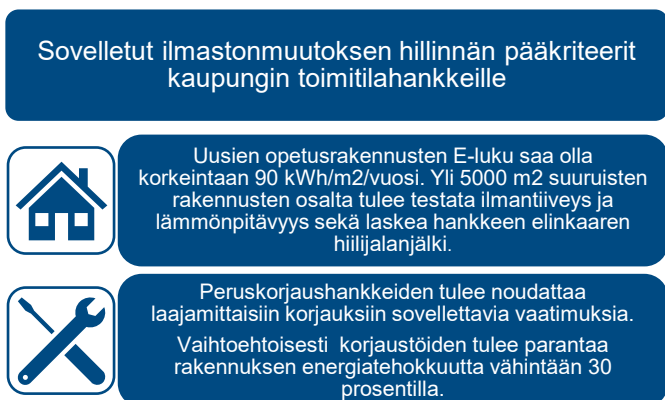 Sovelletut ilmastonmuutoksen hillinnän pääkriteerit
kaupungin toimitilahankkeille
Uusien opetusrakennusten E-luku saa olla
korkeintaan 90 kWh/m2/vuosi. Yli 5000 m2 suuruisten
rakennusten osalta tulee testata ilmantiiveys ja
lämmönpitävyys sekä laskea hankkeen elinkaaren
hiilijalanjälki.
Peruskorjaushankkeiden tulee noudattaa
laajamittaisiin korjauksiin sovellettavia vaatimuksia.
Vaihtoehtoisesti korjaustöiden tulee parantaa
rakennuksen energiatehokkuutta vähintään 30
prosentilla.